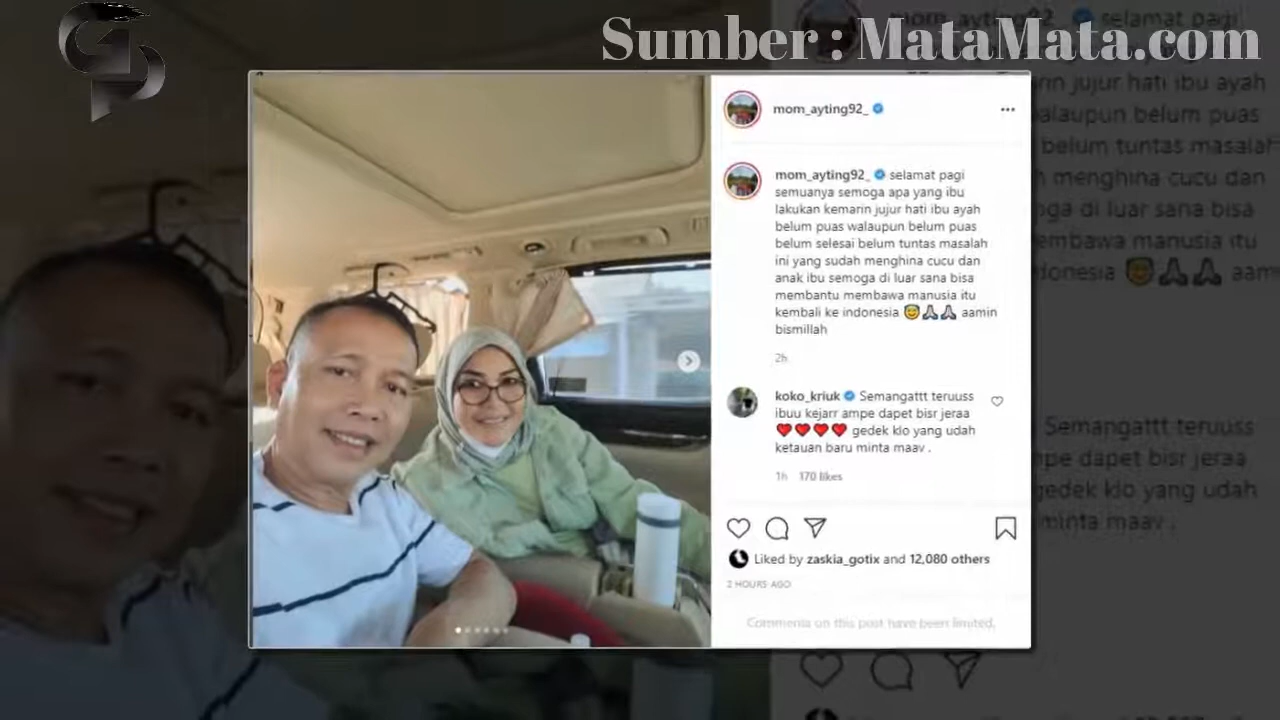 Sumber : MataMata.com
mom_ayting92_
mom_ayting92_ selamat pagi
semuanya semoga apa yang ibu
lakukan kemarin jujur hati ibu ayah
belum puas walaupun belum puas
belum selesai belum tuntas masalah
ini yang sudah menghina cucu dan
anak ibu semoga di luar sana bisa
membantu membawa manusia itu
kembali ke indonesia 😇🙏🙏 aamin
bismillah
2h
koko_kriuk Semangattt teruuss
ibuu kejarr ampe dapet bisr jeraa
❤❤❤❤ gedek klo yang udah
ketauan baru minta maav .
1h 170 likes
Liked by zaskia_gotix and 12,080 others
2 HOURS AGO
Comments on this post have been limited.